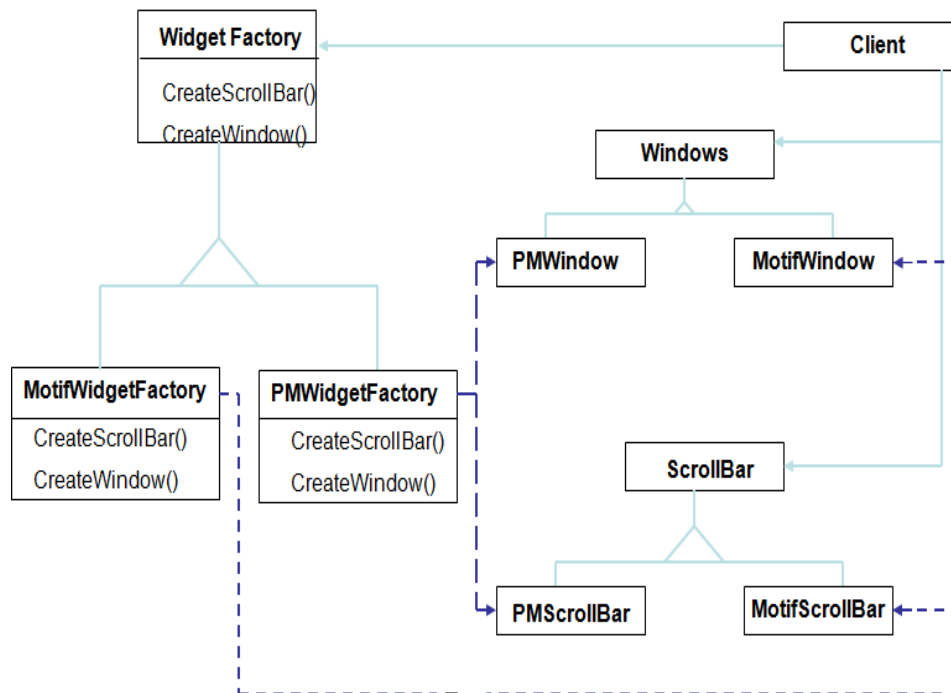 Widget Factory
CreateScrollBar()
CreateWindow()
Client
Windows
PMWindow
MotifWindow
MotifWidgetFactory
CreateScrollBar()
CreateWindow()
PMWidgetFactory
CreateScrollBar()
CreateWindow()
ScrollBar
PMScrollBar
MotifScrollBar